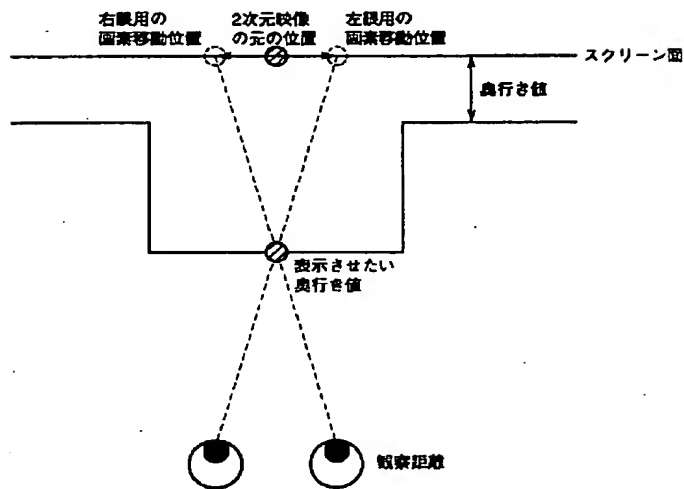 右眼用の
画素移動位置
2次元映像
の元の位置
左眼用の
画素移動位置
スクリーン面
奥行き値
表示させたい
奥行き値
観察距離